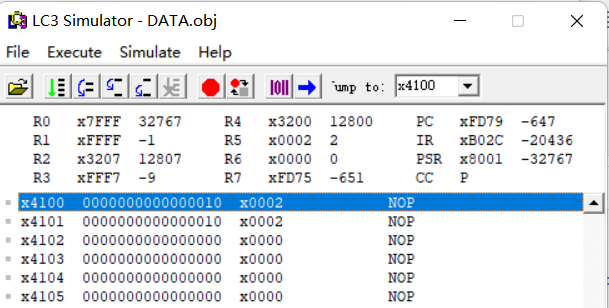 LC3 Simulator - DATA.obj
File Execute Simulate Help
Jump to: x4100
R0 x7FFF 32767 R4 x3200 12800 PC xFD79 -647
R1 xFFFF -1 R5 x0002 2 IR xB02C -20436
R2 x3207 12807 R6 x0000 0 PSR x8001 -32767
R3 xFFF7 -9 R7 xFD75 -651 CC P
x4100 0000000000000010 x0002 NOP
x4101 0000000000000010 x0002 NOP
x4102 0000000000000000 x0000 NOP
x4103 0000000000000000 x0000 NOP
x4104 0000000000000000 x0000 NOP
x4105 0000000000000000 x0000 NOP